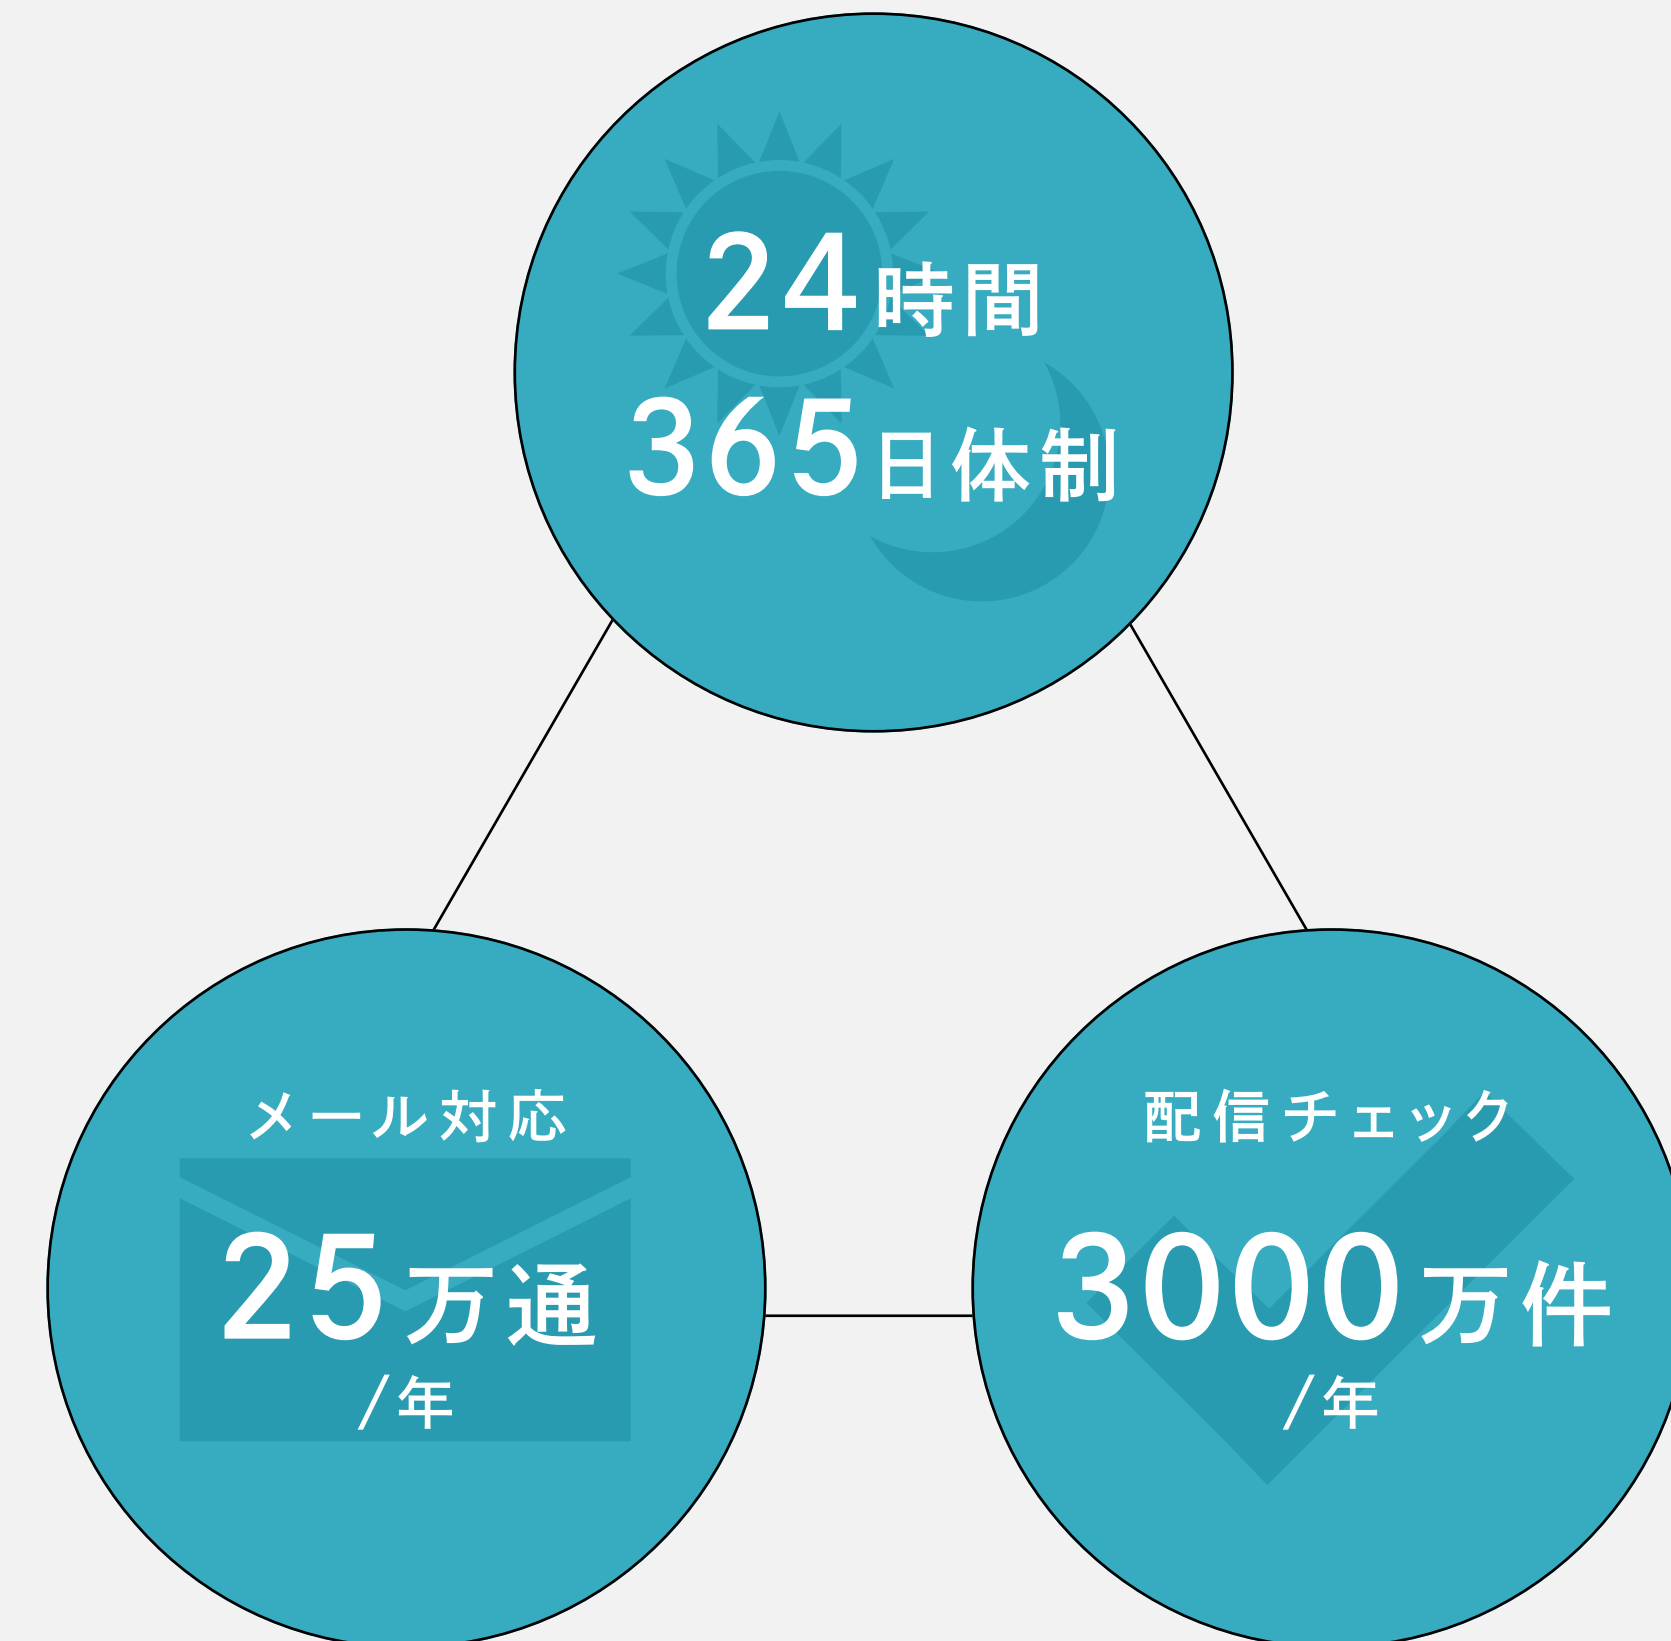 24時間
365日体制
メール対応
25万通
/年
配信チェック
3000万件
/年